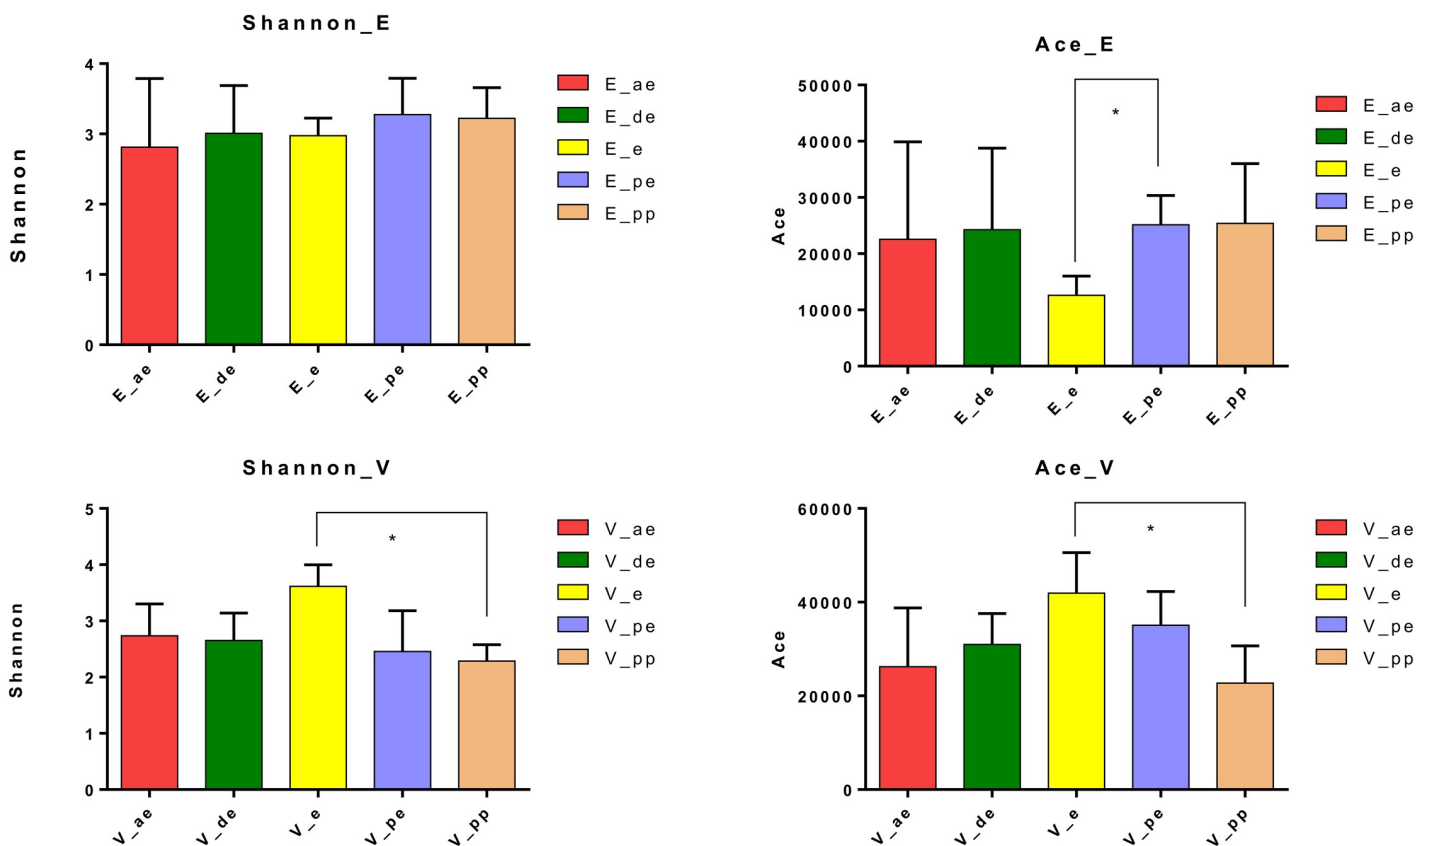 Shannon_E
Shannon
4
3
2
1
0
E_ae
E_de
E_e
E_pe
E_pp
E_ae
E_de
E_e
E_pe
E_pp
Ace_E
Ace
50000
40000
30000
20000
10000
0
*
E_ae
E_de
E_e
E_pe
E_pp
E_ae
E_de
E_e
E_pe
E_pp
Shannon_V
Shannon
5
4
3
2
1
0
*
V_ae
V_de
V_e
V_pe
V_pp
V_ae
V_de
V_e
V_pe
V_pp
Ace_V
Ace
60000
40000
20000
0
*
V_ae
V_de
V_e
V_pe
V_pp
V_ae
V_de
V_e
V_pe
V_pp